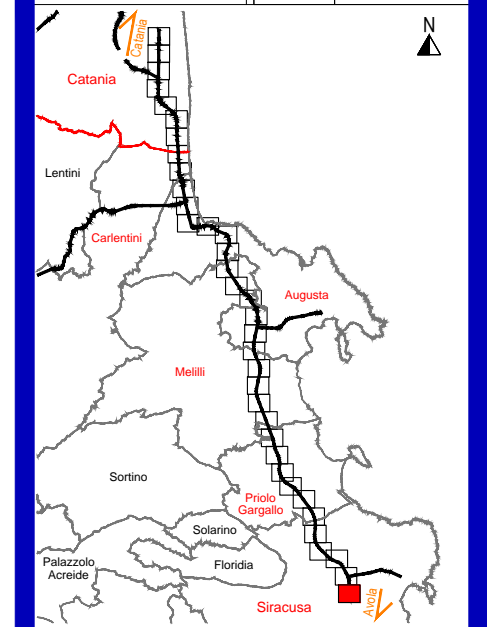 N
Catania
Catania
Lentini
Carlentini
Augusta
Melilli
Sortino
Priolo
Gargallo
Solarino
Floridia
Palazzolo
Acreide
Siracusa
Avola